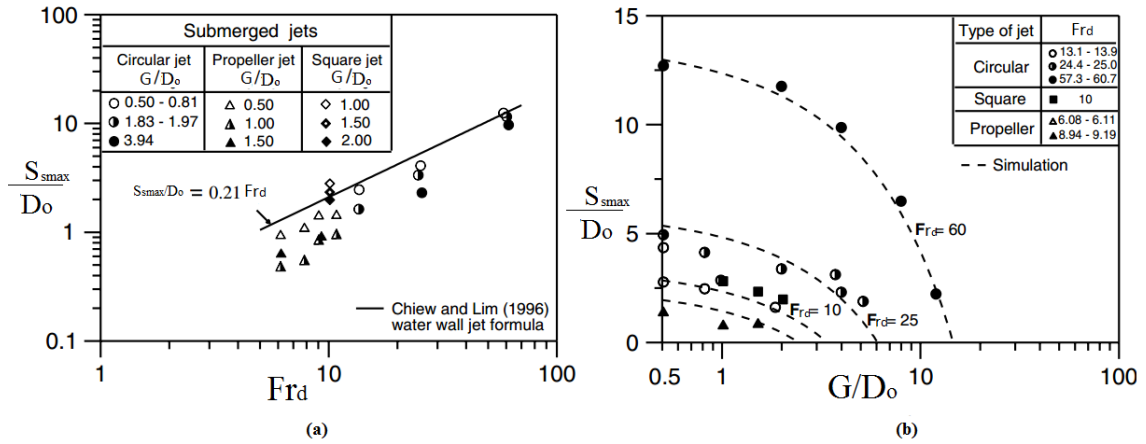 Submerged jets
Circular jet G/Do
Propeller jet G/Do
Square jet G/Do
0.50 - 0.81
0.50
1.00
1.83 - 1.97
1.00
1.50
3.94
1.50
2.00
Ssmax/Do = 0.21 Frd
Chiew and Lim (1996)
water wall jet formula
100
10
1
0.1
Ssmax
Do
1
10
100
Frd
(a)
Type of jet
Frd
Circular
13.1 - 13.9
24.4 - 25.0
57.3 - 60.7
Square
10
Propeller
6.08 - 6.11
8.94 - 9.19
Simulation
Frd= 60
Frd= 10
Frd= 25
15
10
5
0
Ssmax
Do
0.5
1
10
100
G/Do
(b)